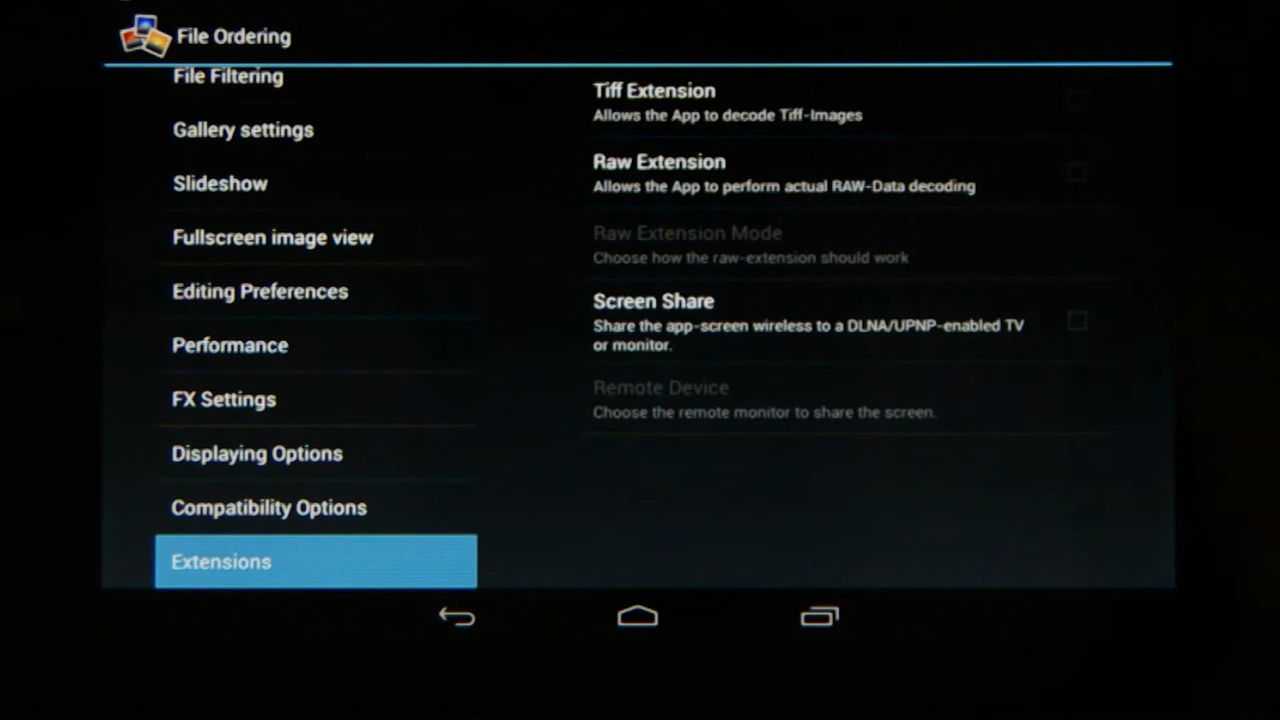 File Ordering
File Filtering
Gallery settings
Slideshow
Fullscreen image view
Editing Preferences
Performance
FX Settings
Displaying Options
Compatibility Options
Extensions
Tiff Extension
Allows the App to decode Tiff-Images
Raw Extension
Allows the App to perform actual RAW-Data decoding
Raw Extension Mode
Choose how the raw-extension should work
Screen Share
Share the app-screen wireless to a DLNA/UPNP-enabled TV
or monitor.
Remote Device
Choose the remote monitor to share the screen.